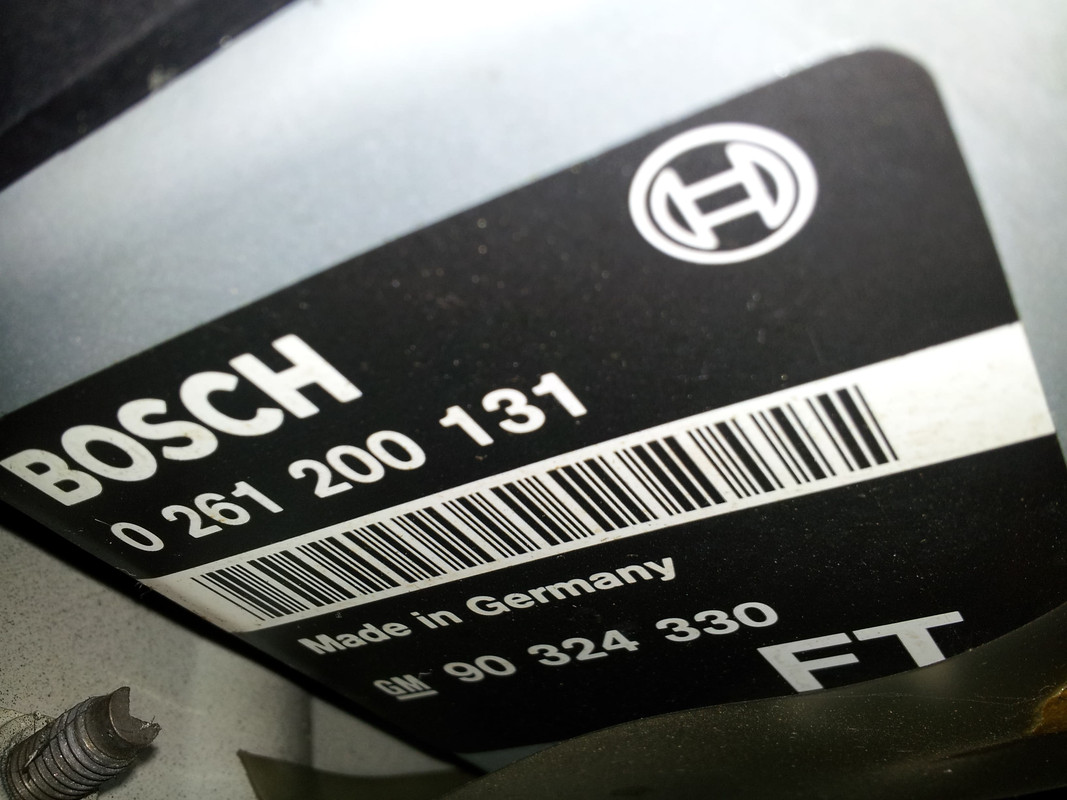 BOSCH
0 261 200 131
Made in Germany
GM 90 324 330
FT